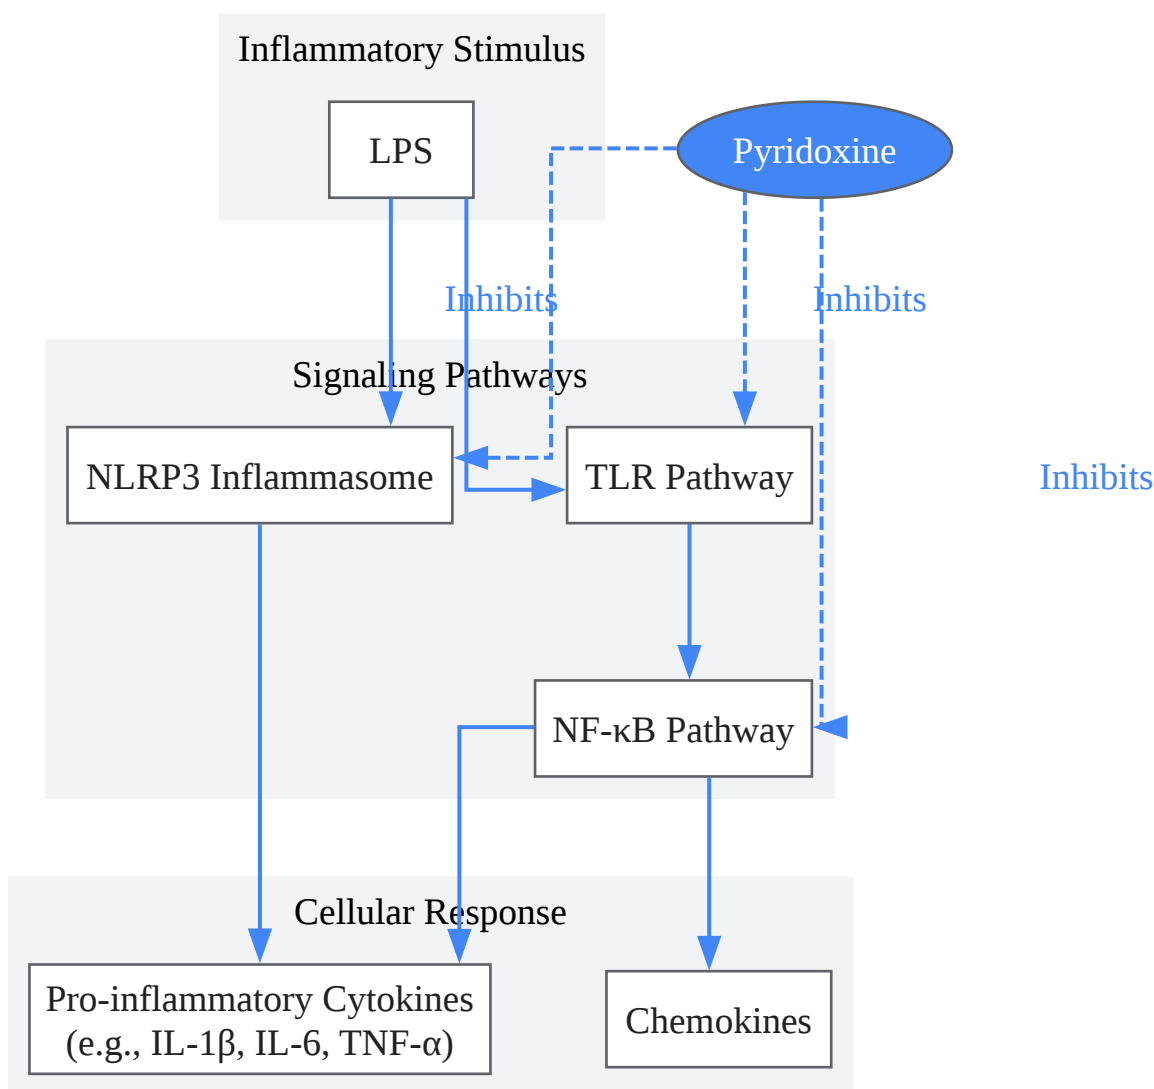 Inflammatory Stimulus
LPS
Pyridoxine
Inhibits
Inhibits
Signaling Pathways
NLRP3 Inflammasome
TLR Pathway
Inhibits
NF-κB Pathway
Cellular Response
Pro-inflammatory Cytokines
(e.g., IL-1β, IL-6, TNF-α)
Chemokines